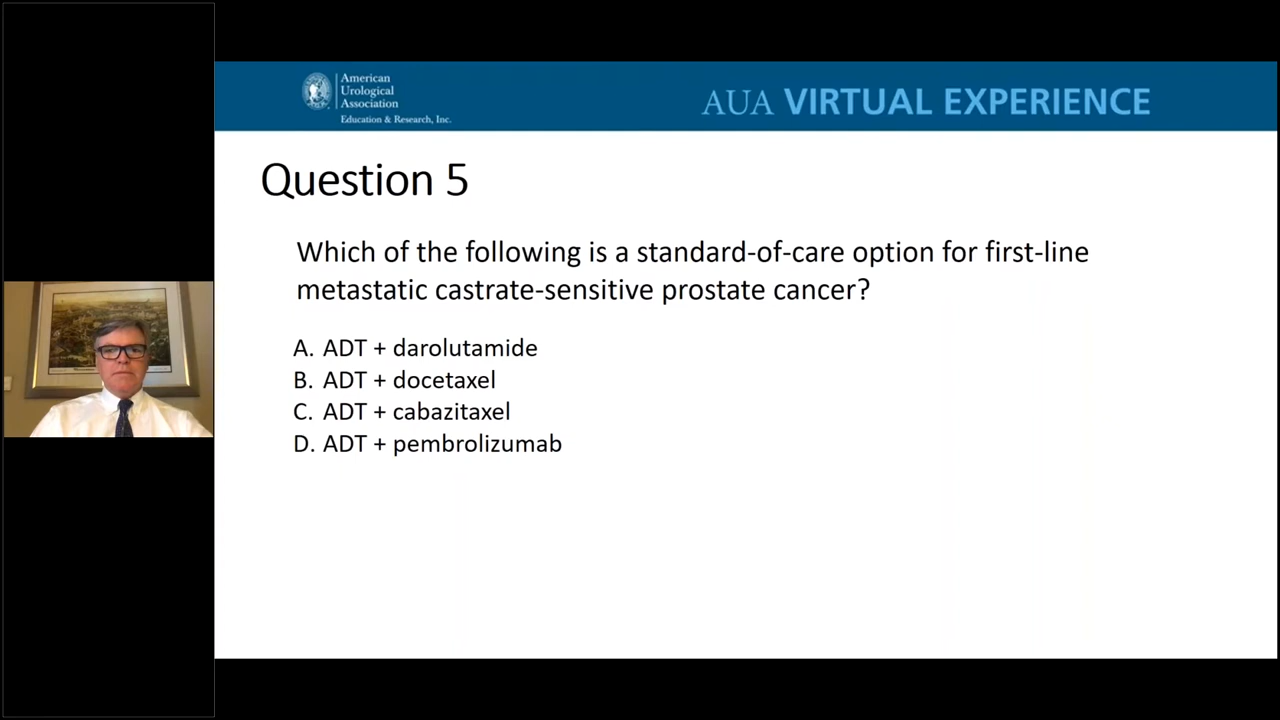 American
Urological
Association
Education & Research, Inc.
AUA VIRTUAL EXPERIENCE
Question 5
Which of the following is a standard-of-care option for first-line
metastatic castrate-sensitive prostate cancer?
A. ADT + darolutamide
B. ADT + docetaxel
C. ADT + cabazitaxel
D. ADT + pembrolizumab